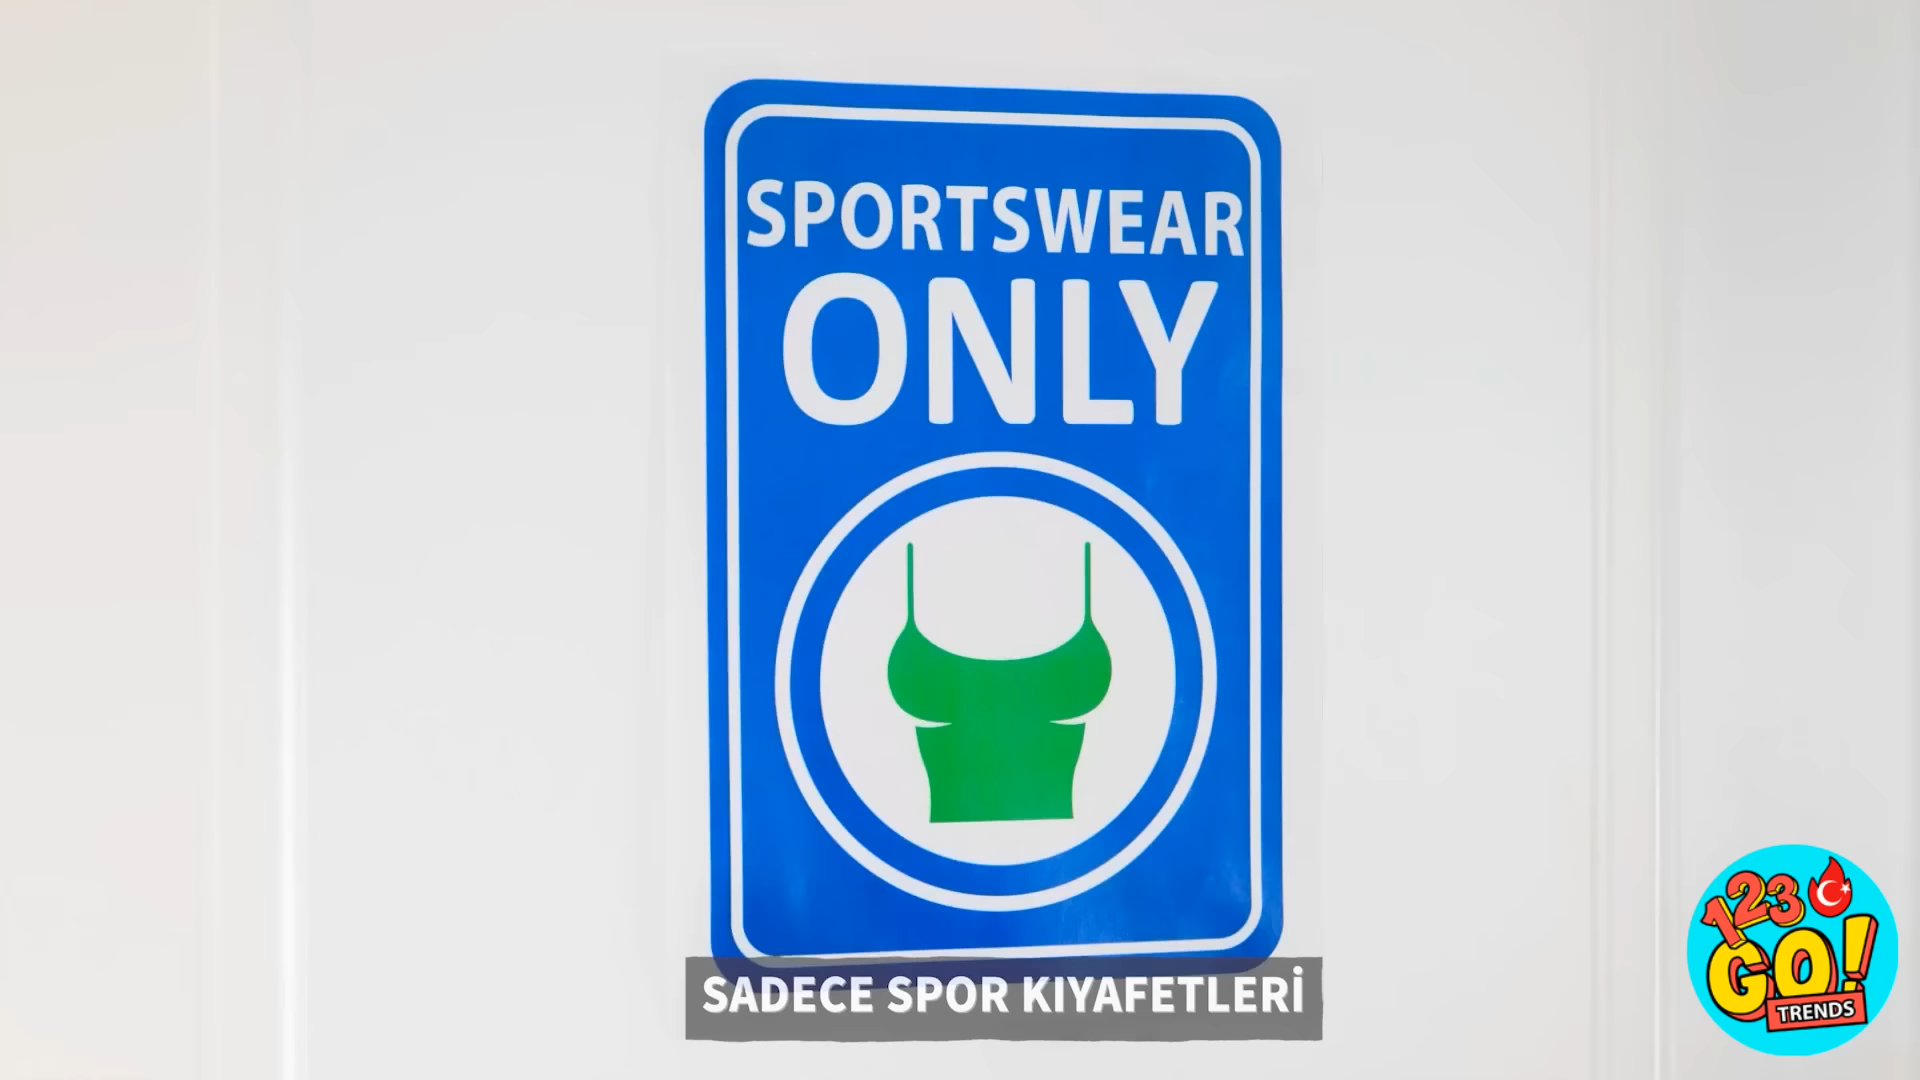 SPORTSWEAR
ONLY
SADECE SPOR KIYAFETLERİ
123
GO!
TRENDS